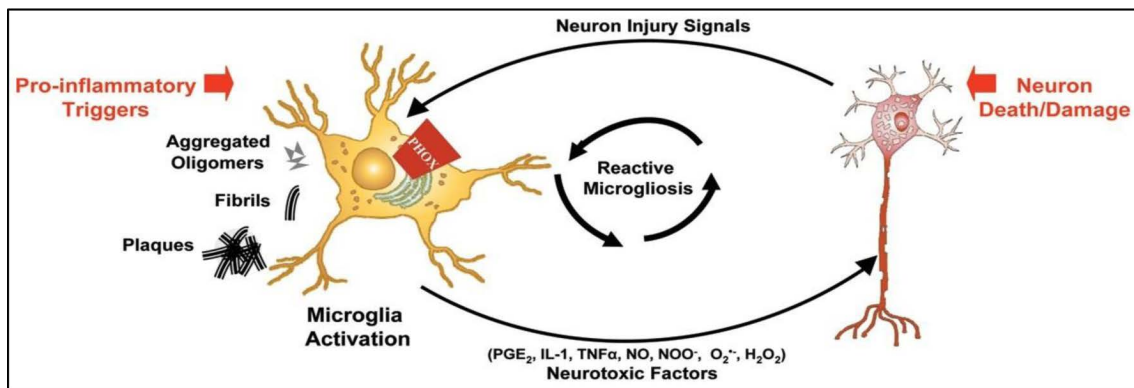 Neuron Injury Signals
Pro-inflammatory
Triggers
Neuron
Death/Damage
Aggregated
Oligomers
PHOX
Fibrils
Reactive
Microgliosis
Plaques
Microglia
Activation
(PGE₂, IL-1, TNFα, NO, NOO⁻, O₂•⁻, H₂O₂)
Neurotoxic Factors